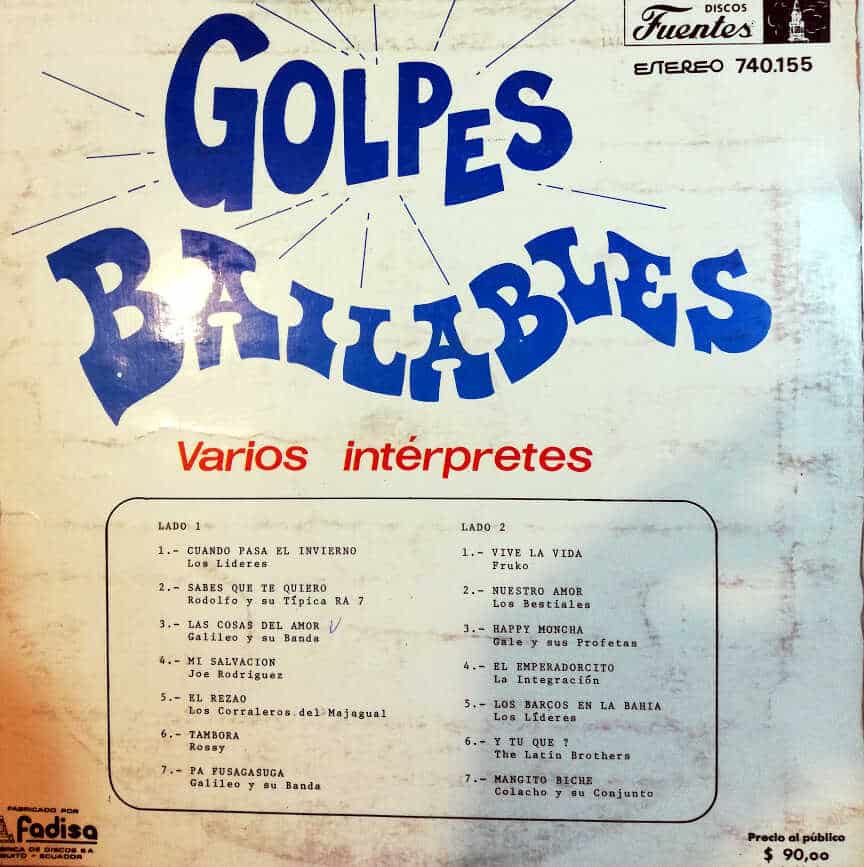 DISCOS
Fuentes
ESTEREO 740.155
GOLPES
BAILABLES
Varios intérpretes
LADO 1
1.- CUANDO PASA EL INVIERNO
Los Lideres
2.- SABES QUE TE QUIERO
Rodolfo y su Típica RA 7
3.- LAS COSAS DEL AMOR
Galileo y su Banda
4.- MI SALVACION
Joe Rodriguez
5.- EL REZAO
Los Corraleros del Majagual
6.- TAMBORA
Rossy
7.- PA FUSAGASUGA
Galileo y su Banda
LADO 2
1.- VIVE LA VIDA
Fruko
2.- NUESTRO AMOR
Los Bestiales
3.- HAPPY MONCHA
Gale y sus Profetas
4.- EL EMPERADORCITO
La Integración
5.- LOS BARCOS EN LA BAHIA
Los Líderes
6.- Y TU QUE ?
The Latin Brothers
7.- MANGITO BICHE
Colacho y su Conjunto
FABRICADO POR
fadisa
BRICA DE DISCOS S A
UITO - ECUADOR
Precio al público
$ 90,oo